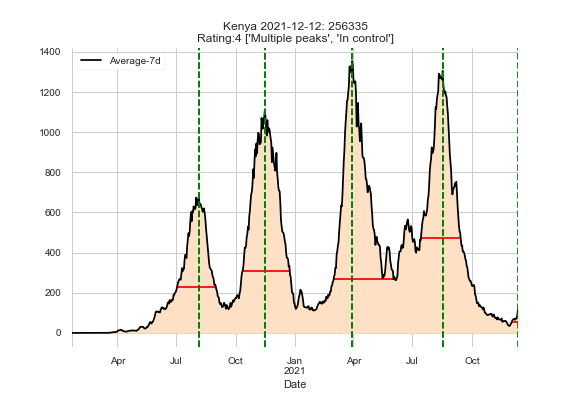 Kenya 2021-12-12: 256335
Rating:4 ['Multiple peaks', 'In control']
1400
Average-7d
1200
1000
800
600
400
200
0
Apr Jul Oct Jan Apr Jul Oct
2021
Date